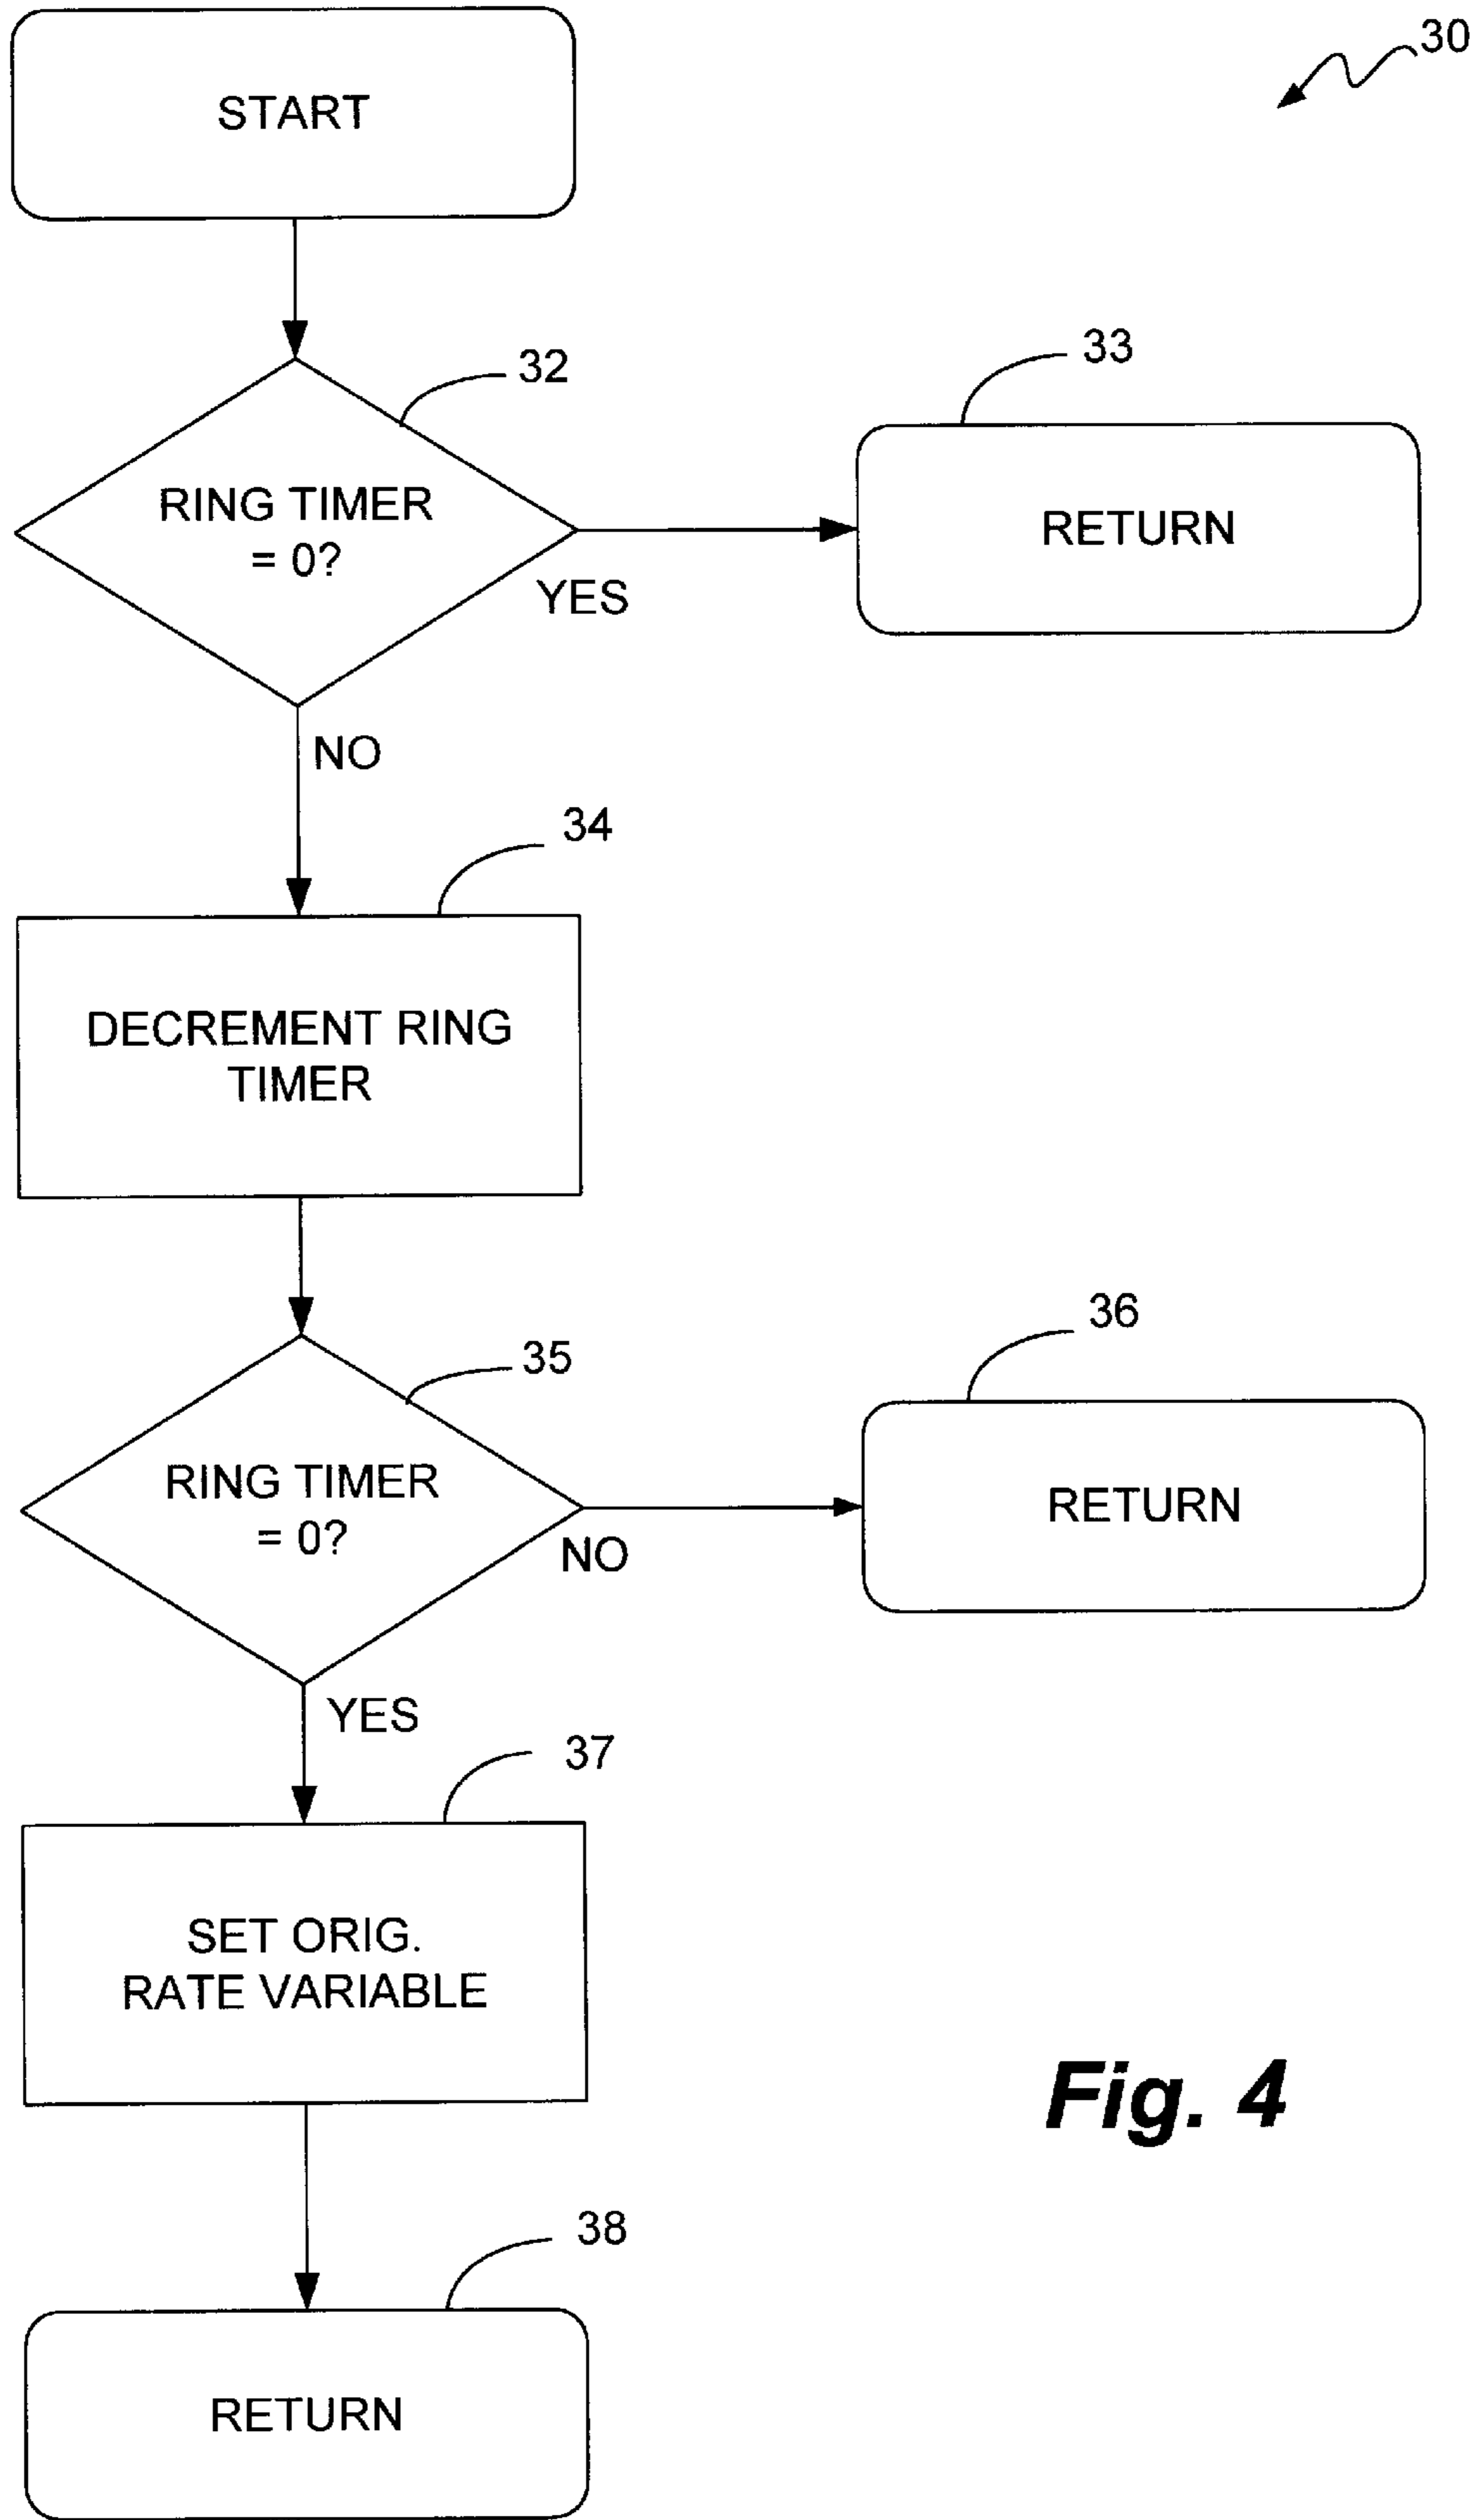 START
30
32
RING TIMER
= 0?
YES
33
RETURN
NO
34
DECREMENT RING
TIMER
35
RING TIMER
= 0?
NO
36
RETURN
YES
37
SET ORIG.
RATE VARIABLE
Fig. 4
38
RETURN